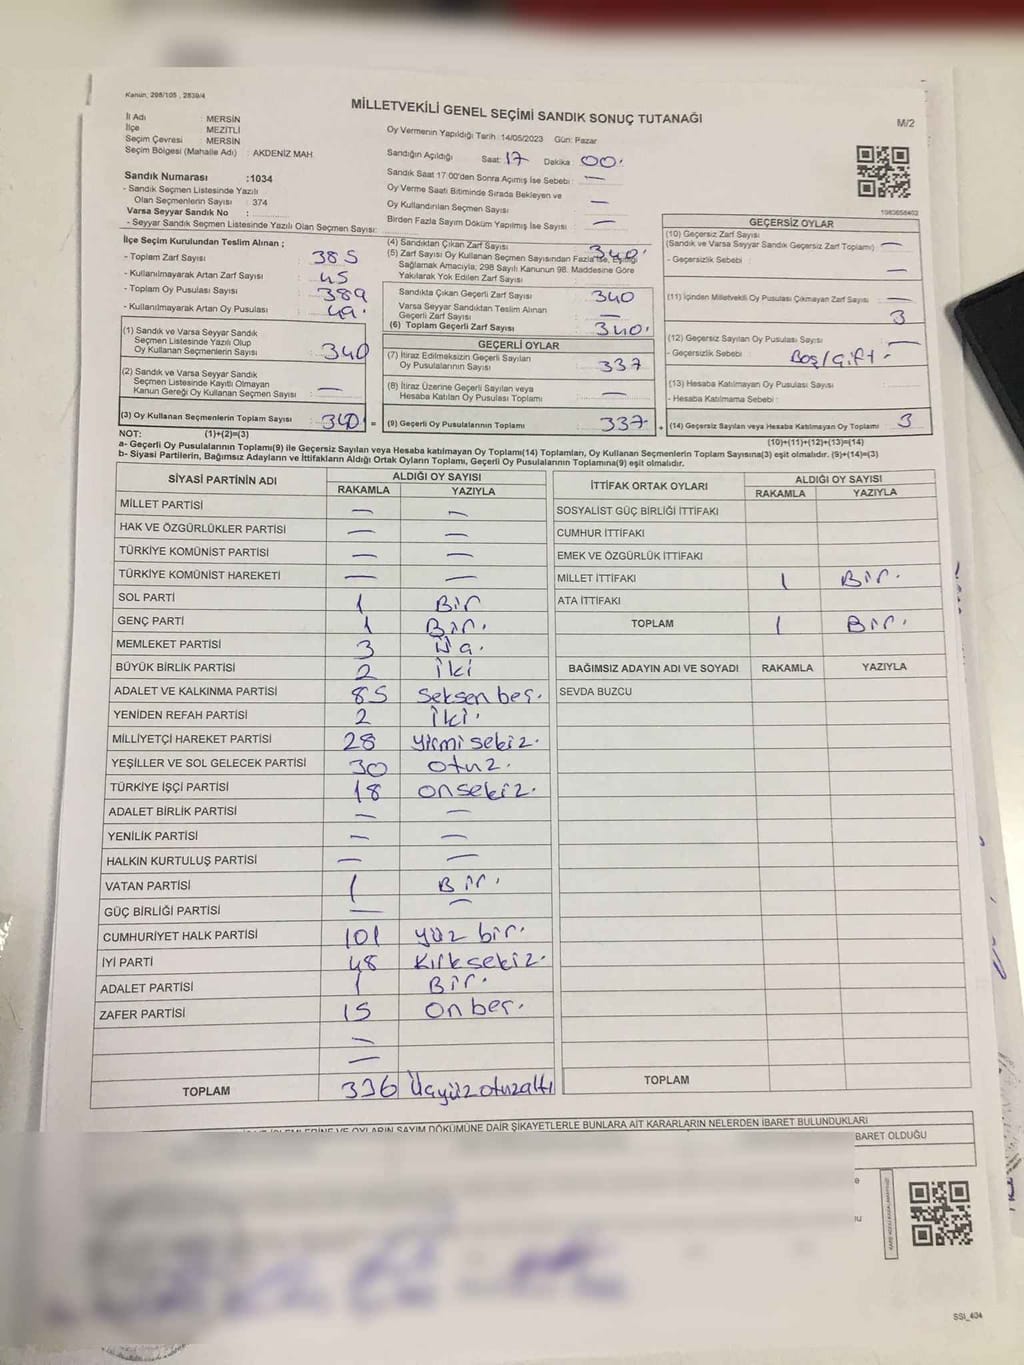 Kanun: 298/105 , 2839/4
MİLLETVEKİLİ GENEL SEÇİMİ SANDIK SONUÇ TUTANAĞI
M/2
İl Adı : MERSİN
İlçe : MEZİTLİ
Seçim Çevresi : MERSİN
Seçim Bölgesi (Mahalle Adı) : AKDENİZ MAH.
Oy Vermenin Yapıldığı Tarih : 14/05/2023 Gün: Pazar
Sandığın Açıldığı Saat: 17 Dakika : 00.
Sandık Saat 17:00'den Sonra Açımış İse Sebebi : —
Oy Verme Saati Bitiminde Sırada Bekleyen ve
Oy Kullandırılan Seçmen Sayısı : —
Birden Fazla Sayım Döküm Yapılmış İse Sayısı : —
Sandık Numarası :1034
- Sandık Seçmen Listesinde Yazılı
Olan Seçmenlerin Sayısı : 374
Varsa Seyyar Sandık No :
- Seyyar Sandık Seçmen Listesinde Yazılı Olan Seçmen Sayısı:
1983658402
İlçe Seçim Kurulundan Teslim Alınan ;
- Toplam Zarf Sayısı : 385
- Kullanılmayarak Artan Zarf Sayısı : 45
- Toplam Oy Pusulası Sayısı : 389
- Kullanılmayarak Artan Oy Pusulası : 49.
(1) Sandık ve Varsa Seyyar Sandık
Seçmen Listesinde Yazılı Olup
Oy Kullanan Seçmenlerin Sayısı : 340
(2) Sandık ve Varsa Seyyar Sandık
Seçmen Listesinde Kayıtlı Olmayan
Kanun Gereği Oy Kullanan Seçmen Sayısı : —
(3) Oy Kullanan Seçmenlerin Toplam Sayısı : 340 =
(4) Sandıktan Çıkan Zarf Sayısı : 340.
(5) Zarf Sayısı Oy Kullanan Seçmen Sayısından Fazla İse, Eşitliği
Sağlamak Amacıyla, 298 Sayılı Kanunun 98. Maddesine Göre
Yakılarak Yok Edilen Zarf Sayısı :
Sandıkta Çıkan Geçerli Zarf Sayısı : 340
Varsa Seyyar Sandıktan Teslim Alınan
Geçerli Zarf Sayısı : —
(6) Toplam Geçerli Zarf Sayısı : 340.
GEÇERLİ OYLAR
(7) İtiraz Edilmeksizin Geçerli Sayılan
Oy Pusulalarının Sayısı : 337
(8) İtiraz Üzerine Geçerli Sayılan veya
Hesaba Katılan Oy Pusulası Toplamı : —
(9) Geçerli Oy Pusulalarının Toplamı : 337 +
GEÇERSİZ OYLAR
(10) Geçersiz Zarf Sayısı
(Sandık ve Varsa Seyyar Sandık Geçersiz Zarf Toplamı) : —
- Geçersizlik Sebebi : —
(11) İçinden Milletvekili Oy Pusulası Çıkmayan Zarf Sayısı : —
3
(12) Geçersiz Sayılan Oy Pusulası Sayısı :
- Geçersizlik Sebebi : Boş/Çift -
(13) Hesaba Katılmayan Oy Pusulası Sayısı :
- Hesaba Katılmama Sebebi :
(14) Geçersiz Sayılan veya Hesaba Katılmayan Oy Toplamı : 3
NOT: (1)+(2)=(3)
(10)+(11)+(12)+(13)=(14)
a- Geçerli Oy Pusulalarının Toplamı(9) ile Geçersiz Sayılan veya Hesaba katılmayan Oy Toplamı(14) Toplamları, Oy Kullanan Seçmenlerin Toplam Sayısına(3) eşit olmalıdır. (9)+(14)=(3)
b- Siyasi Partilerin, Bağımsız Adayların ve İttifakların Aldığı Ortak Oyların Toplamı, Geçerli Oy Pusulalarının Toplamına(9) eşit olmalıdır.
SİYASİ PARTİNİN ADI ALDIĞI OY SAYISI
RAKAMLA YAZIYLA
MİLLET PARTİSİ — —
HAK VE ÖZGÜRLÜKLER PARTİSİ — —
TÜRKİYE KOMÜNİST PARTİSİ — —
TÜRKİYE KOMÜNİST HAREKETİ — —
SOL PARTİ 1 Bir
GENÇ PARTİ 1 Bir.
MEMLEKET PARTİSİ 3 Üç.
BÜYÜK BİRLİK PARTİSİ 2 iki
ADALET VE KALKINMA PARTİSİ 85 Seksen beş.
YENİDEN REFAH PARTİSİ 2 iki.
MİLLİYETÇİ HAREKET PARTİSİ 28 yirmi sekiz.
YEŞİLLER VE SOL GELECEK PARTİSİ 30 otuz.
TÜRKİYE İŞÇİ PARTİSİ 18 onsekiz.
ADALET BİRLİK PARTİSİ — —
YENİLİK PARTİSİ — —
HALKIN KURTULUŞ PARTİSİ — —
VATAN PARTİSİ 1 Bir.
GÜÇ BİRLİĞİ PARTİSİ — —
CUMHURİYET HALK PARTİSİ 101 yüz bir.
İYİ PARTİ 48 Kırk sekiz.
ADALET PARTİSİ 1 Bir.
ZAFER PARTİSİ 15 On beş.
—
—
TOPLAM 336 Üçyüz otuzaltı
İTTİFAK ORTAK OYLARI ALDIĞI OY SAYISI
RAKAMLA YAZIYLA
SOSYALİST GÜÇ BİRLİĞİ İTTİFAKI
CUMHUR İTTİFAKI
EMEK VE ÖZGÜRLÜK İTTİFAKI
MİLLET İTTİFAKI 1 Bir.
ATA İTTİFAKI
TOPLAM 1 Bir.
BAĞIMSIZ ADAYIN ADI VE SOYADI RAKAMLA YAZIYLA
SEVDA BUZCU
TOPLAM
VE OYLARIN SAYIM DÖKÜMÜNE DAİR ŞİKAYETLERLE BUNLARA AİT KARARLARIN NELERDEN İBARET BULUNDUKLARI
BARET OLDUĞU
SSİ_404